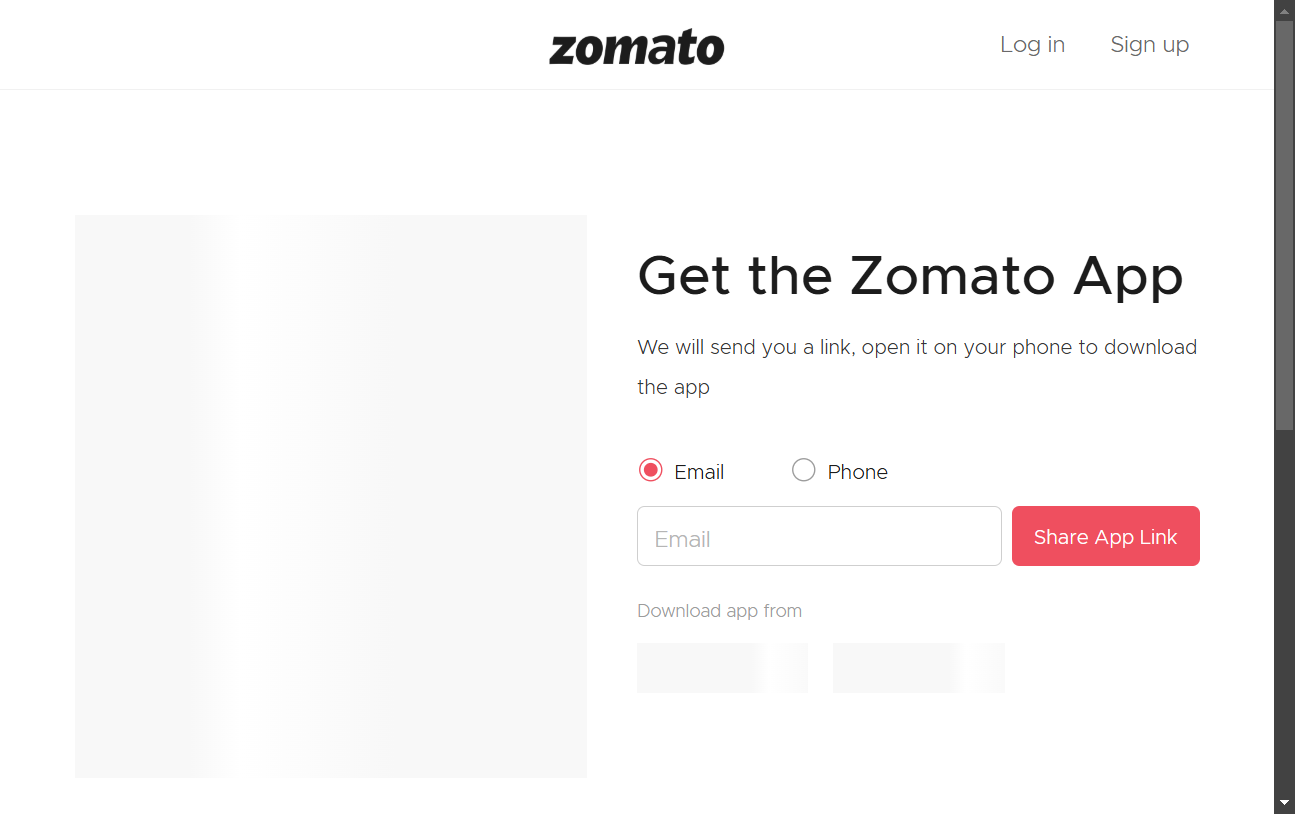 zomato
Log in
Sign up
Get the Zomato App
We will send you a link, open it on your phone to download
the app
Email
Phone
Email
Share App Link
Download app from